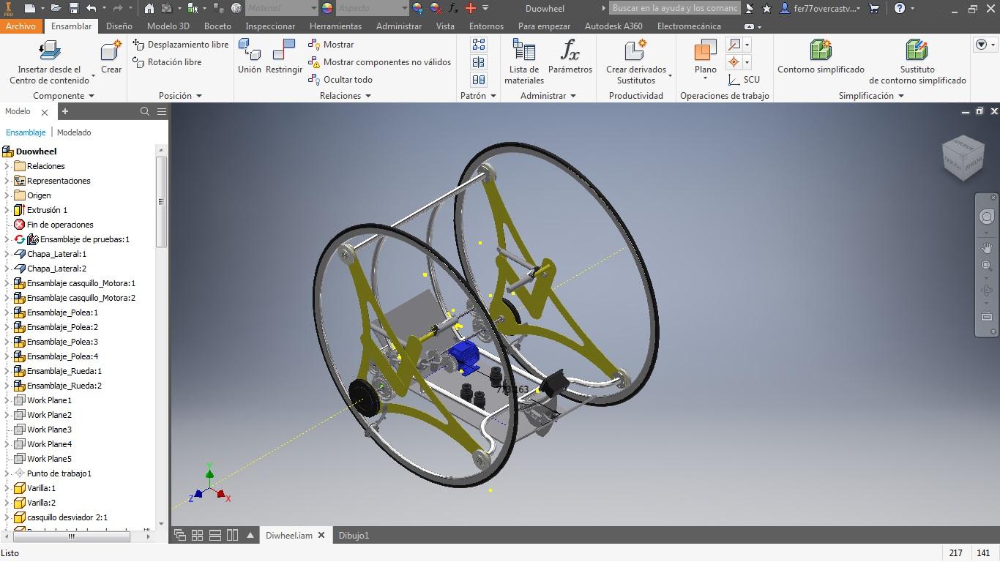 PRO
Material
Aspecto
Duowheel
Buscar en la ayuda y los comanc
fer77overcastv...
Archivo
Ensamblar
Diseño
Modelo 3D
Boceto
Inspeccionar
Herramientas
Administrar
Vista
Entornos
Para empezar
Autodesk A360
Electromecánica
Insertar desde el
Centro de contenido
Crear
Componente
Desplazamiento libre
Rotación libre
Posición
Unión
Restringir
Mostrar
Mostrar componentes no válidos
Ocultar todo
Relaciones
Patrón
Lista de
materiales
Parámetros
Administrar
Crear derivados
Sustitutos
Productividad
Plano
SCU
Operaciones de trabajo
Contorno simplificado
Sustituto
de contorno simplificado
Simplificación
Modelo
Ensamblaje
Modelado
Duowheel
Relaciones
Representaciones
Origen
Extrusión 1
Fin de operaciones
Ensamblaje de pruebas:1
Chapa_Lateral:1
Chapa_Lateral:2
Ensamblaje casquillo_Motora:1
Ensamblaje casquillo_Motora:2
Ensamblaje_Polea:1
Ensamblaje_Polea:2
Ensamblaje_Polea:3
Ensamblaje_Polea:4
Ensamblaje_Rueda:1
Ensamblaje_Rueda:2
Work Plane1
Work Plane2
Work Plane3
Work Plane4
Work Plane5
Punto de trabajo1
Varilla:1
Varilla:2
casquillo desviador 2:1
FRONTAL
DERECHA
Y
Z
X
Diwheel.iam
Dibujo1
Listo
217
141